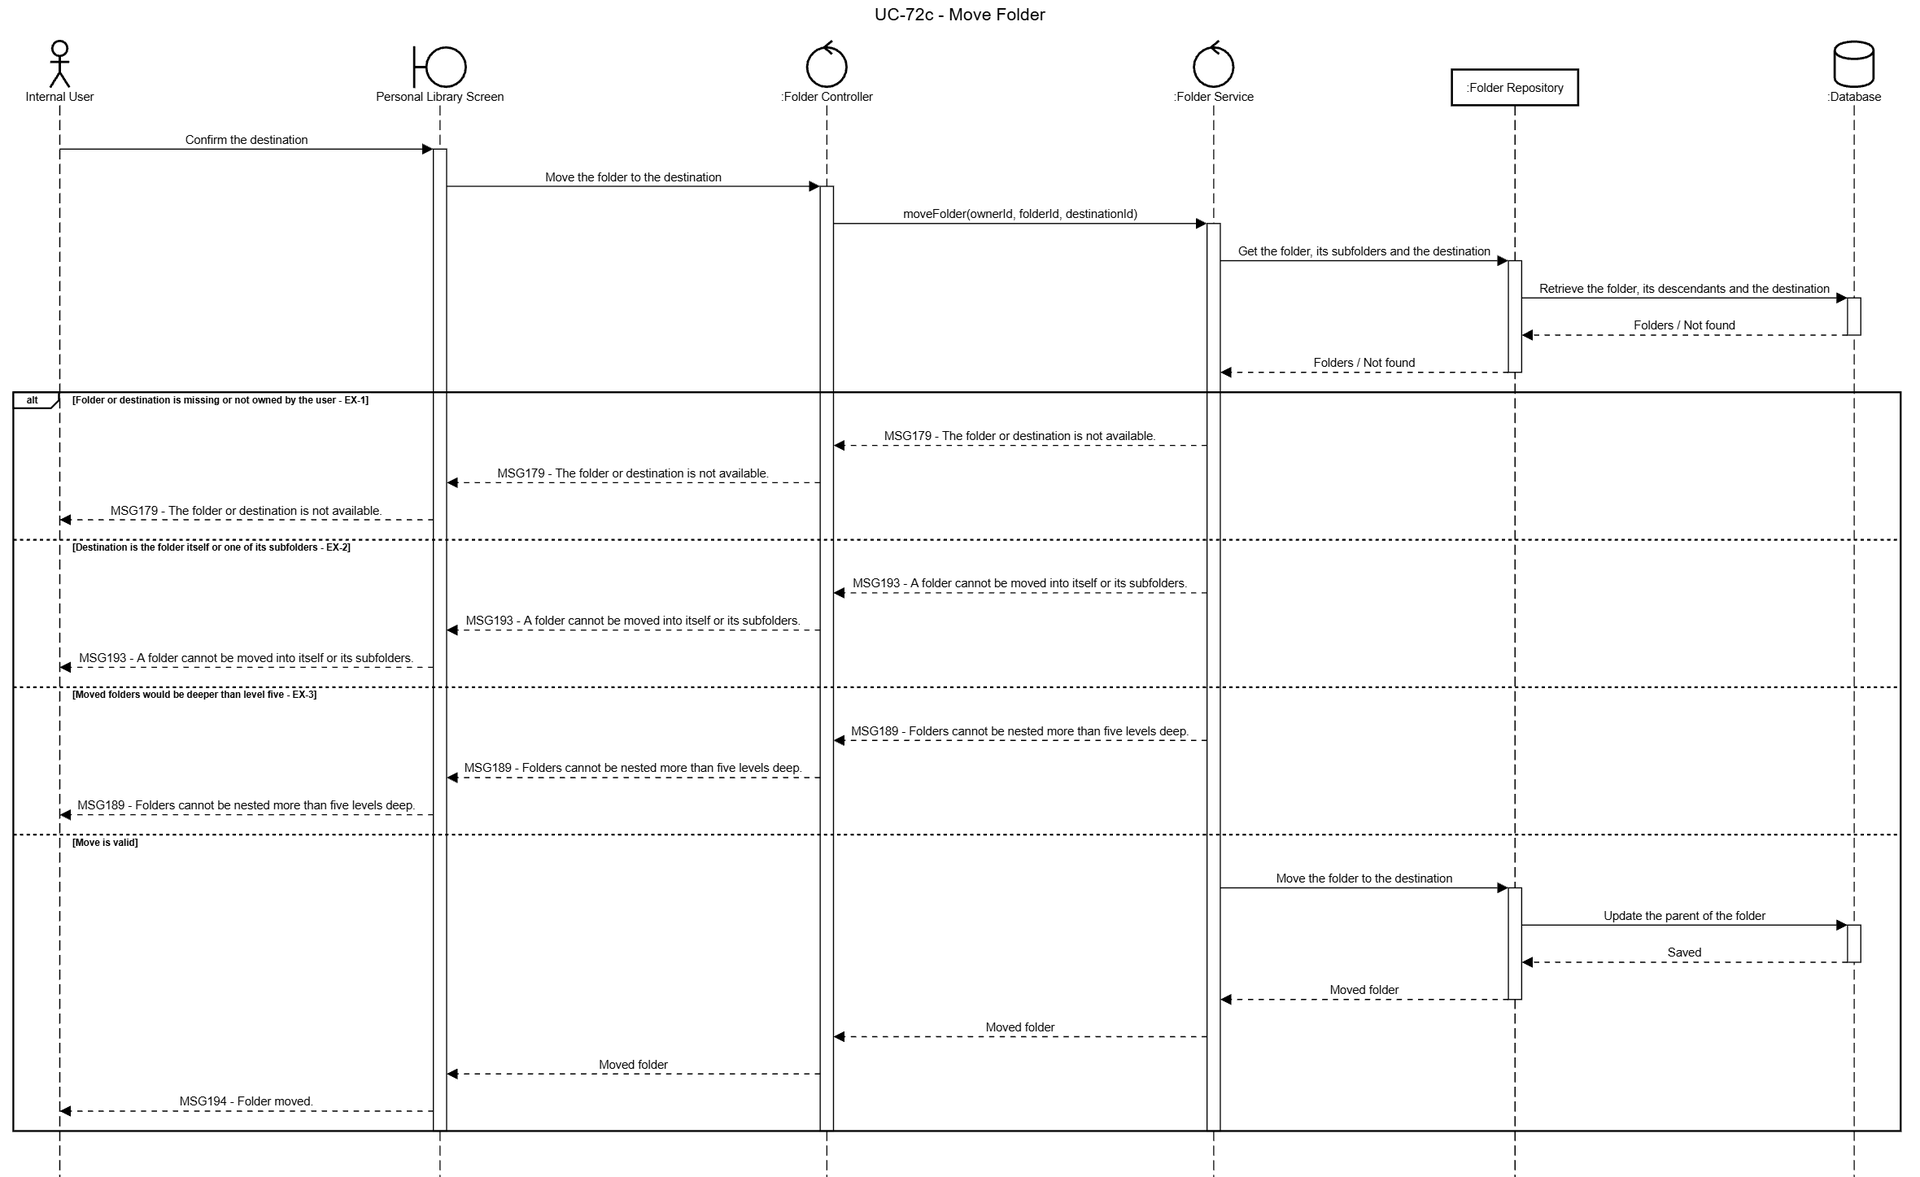 UC-72c - Move Folder
Internal User
Personal Library Screen
:Folder Controller
:Folder Service
:Folder Repository
:Database
Confirm the destination
Move the folder to the destination
moveFolder(ownerId, folderId, destinationId)
Get the folder, its subfolders and the destination
Retrieve the folder, its descendants and the destination
Folders / Not found
Folders / Not found
alt
[Folder or destination is missing or not owned by the user - EX-1]
MSG179 - The folder or destination is not available.
MSG179 - The folder or destination is not available.
MSG179 - The folder or destination is not available.
[Destination is the folder itself or one of its subfolders - EX-2]
MSG193 - A folder cannot be moved into itself or its subfolders.
MSG193 - A folder cannot be moved into itself or its subfolders.
MSG193 - A folder cannot be moved into itself or its subfolders.
[Moved folders would be deeper than level five - EX-3]
MSG189 - Folders cannot be nested more than five levels deep.
MSG189 - Folders cannot be nested more than five levels deep.
MSG189 - Folders cannot be nested more than five levels deep.
[Move is valid]
Move the folder to the destination
Update the parent of the folder
Saved
Moved folder
Moved folder
Moved folder
MSG194 - Folder moved.